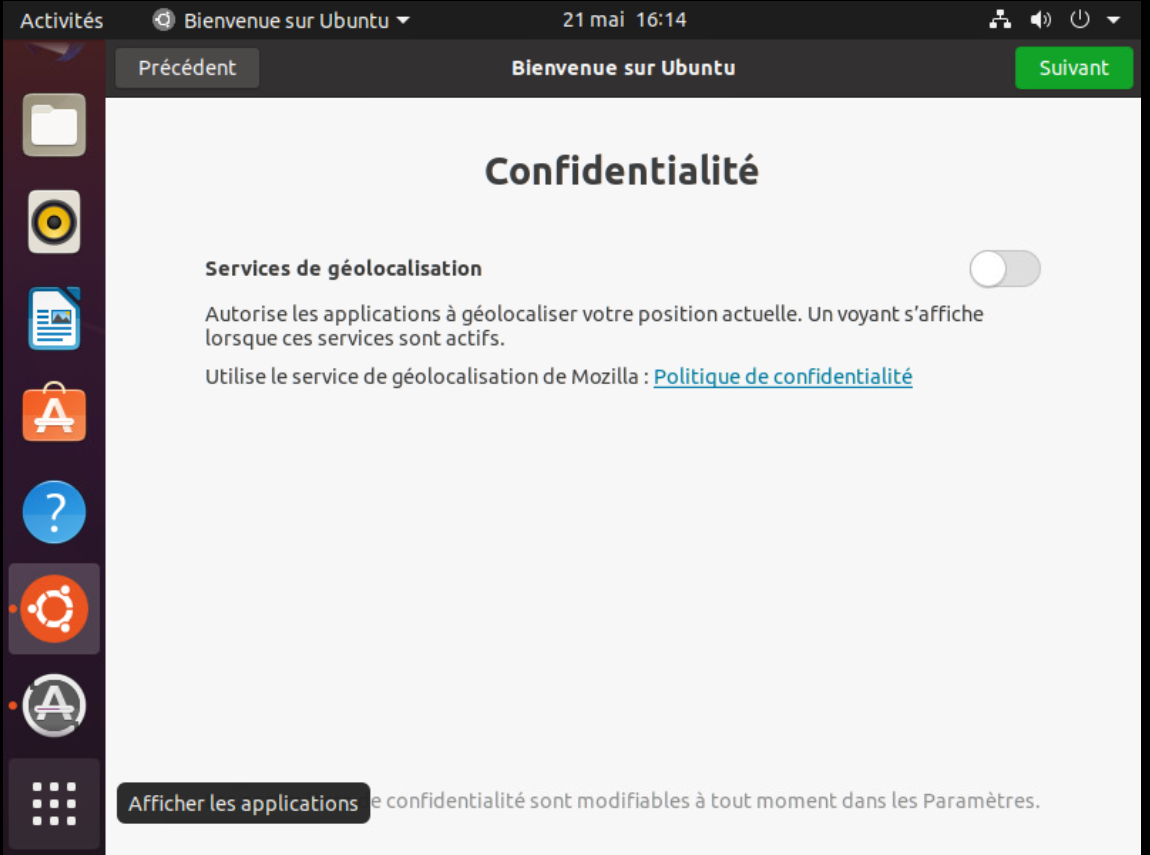 Activités Bienvenue sur Ubuntu 21 mai 16:14
Précédent Bienvenue sur Ubuntu Suivant
Confidentialité
Services de géolocalisation
Autorise les applications à géolocaliser votre position actuelle. Un voyant s’affiche
lorsque ces services sont actifs.
Utilise le service de géolocalisation de Mozilla : Politique de confidentialité
Afficher les applications
confidentialité sont modifiables à tout moment dans les Paramètres.